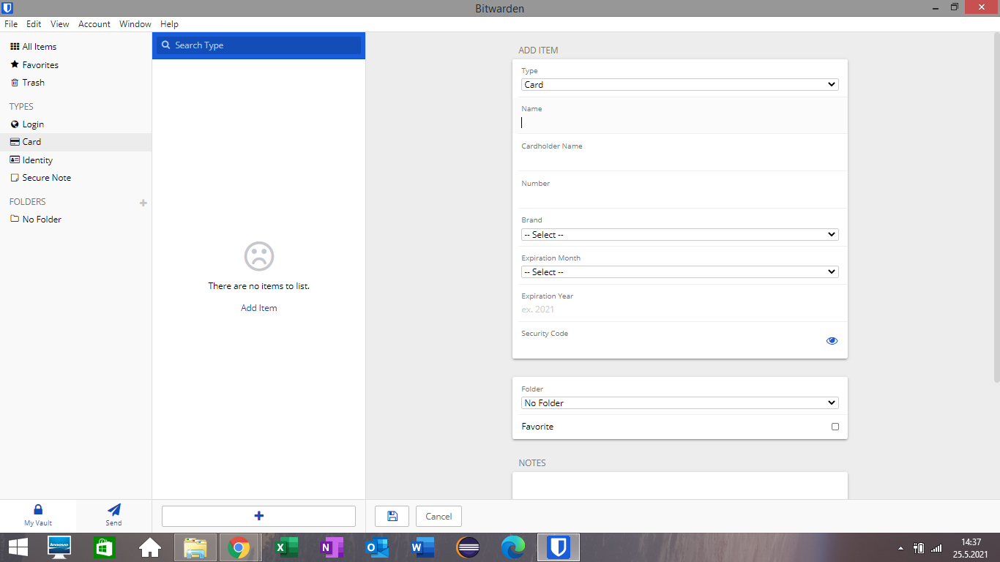 Bitwarden
File Edit View Account Window Help
All Items
Favorites
Trash
TYPES
Login
Card
Identity
Secure Note
FOLDERS
No Folder
My Vault
Send
Search Type
There are no items to list.
Add Item
ADD ITEM
Type
Card
Name
Cardholder Name
Number
Brand
-- Select --
Expiration Month
-- Select --
Expiration Year
ex. 2021
Security Code
Folder
No Folder
Favorite
NOTES
Cancel
lenovo
14:37
25.5.2021